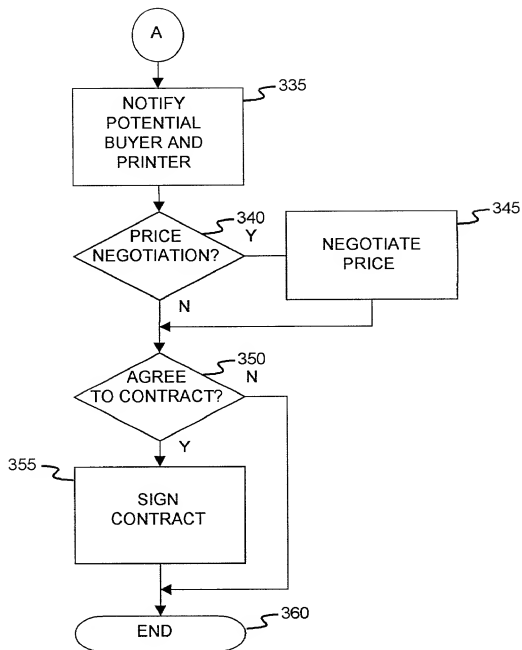 A
335
NOTIFY
POTENTIAL
BUYER AND
PRINTER
340
345
PRICE
NEGOTIATION?
Y
NEGOTIATE
PRICE
N
350
AGREE
TO CONTRACT?
N
Y
355
SIGN
CONTRACT
360
END